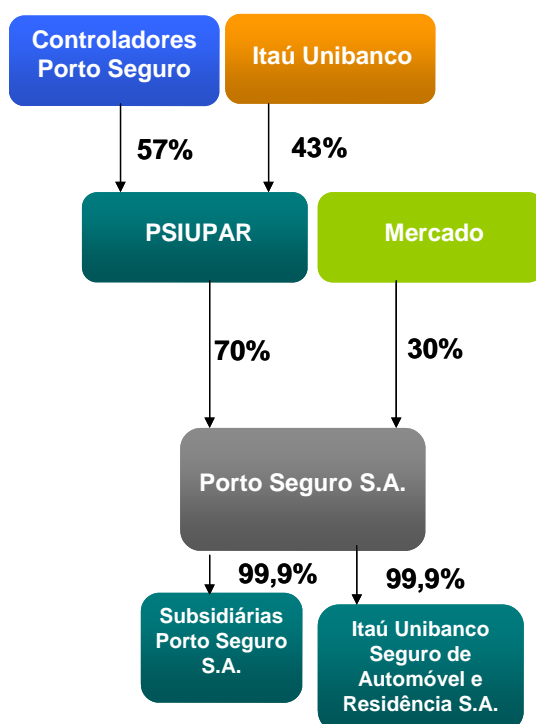 Controladores
Porto Seguro
Itaú Unibanco
57%
43%
PSIUPAR
Mercado
70%
30%
Porto Seguro S.A.
99,9%
99,9%
Subsidiárias
Porto Seguro
S.A.
Itaú Unibanco
Seguro de
Automóvel e
Residência S.A.